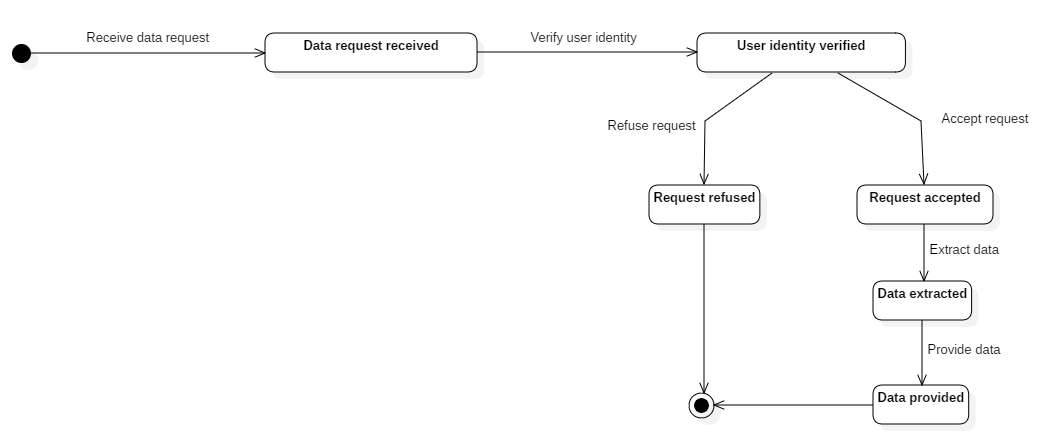 Receive data request
Data request received
Verify user identity
User identity verified
Refuse request
Accept request
Request refused
Request accepted
Extract data
Data extracted
Provide data
Data provided